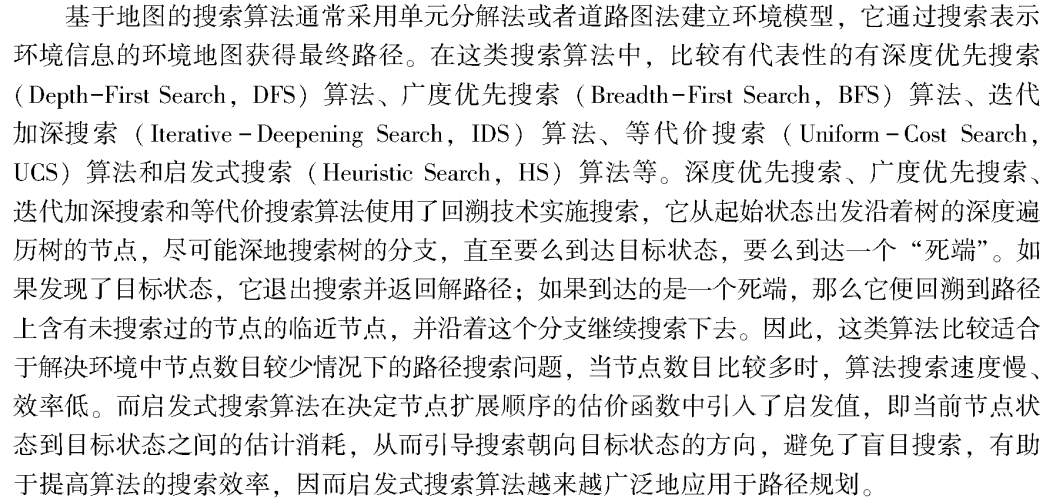 基于地图的搜索算法通常采用单元分解法或者道路图法建立环境模型，它通过搜索表示
环境信息的环境地图获得最终路径。在这类搜索算法中，比较有代表性的有深度优先搜索
（Depth-First Search，DFS）算法、广度优先搜索（Breadth-First Search，BFS）算法、迭代
加深搜索（Iterative-Deepening Search，IDS）算法、等代价搜索（Uniform-Cost Search，
UCS）算法和启发式搜索（Heuristic Search，HS）算法等。深度优先搜索、广度优先搜索、
迭代加深搜索和等代价搜索算法使用了回溯技术实施搜索，它从起始状态出发沿着树的深度遍
历树的节点，尽可能深地搜索树的分支，直至要么到达目标状态，要么到达一个“死端”。如
果发现了目标状态，它退出搜索并返回解路径；如果到达的是一个死端，那么它便回溯到路径
上含有未搜索过的节点的临近节点，并沿着这个分支继续搜索下去。因此，这类算法比较适合
于解决环境中节点数目较少情况下的路径搜索问题，当节点数目比较多时，算法搜索速度慢、
效率低。而启发式搜索算法在决定节点扩展顺序的估价函数中引入了启发值，即当前节点状
态到目标状态之间的估计消耗，从而引导搜索朝向目标状态的方向，避免了盲目搜索，有助
于提高算法的搜索效率，因而启发式搜索算法越来越广泛地应用于路径规划。